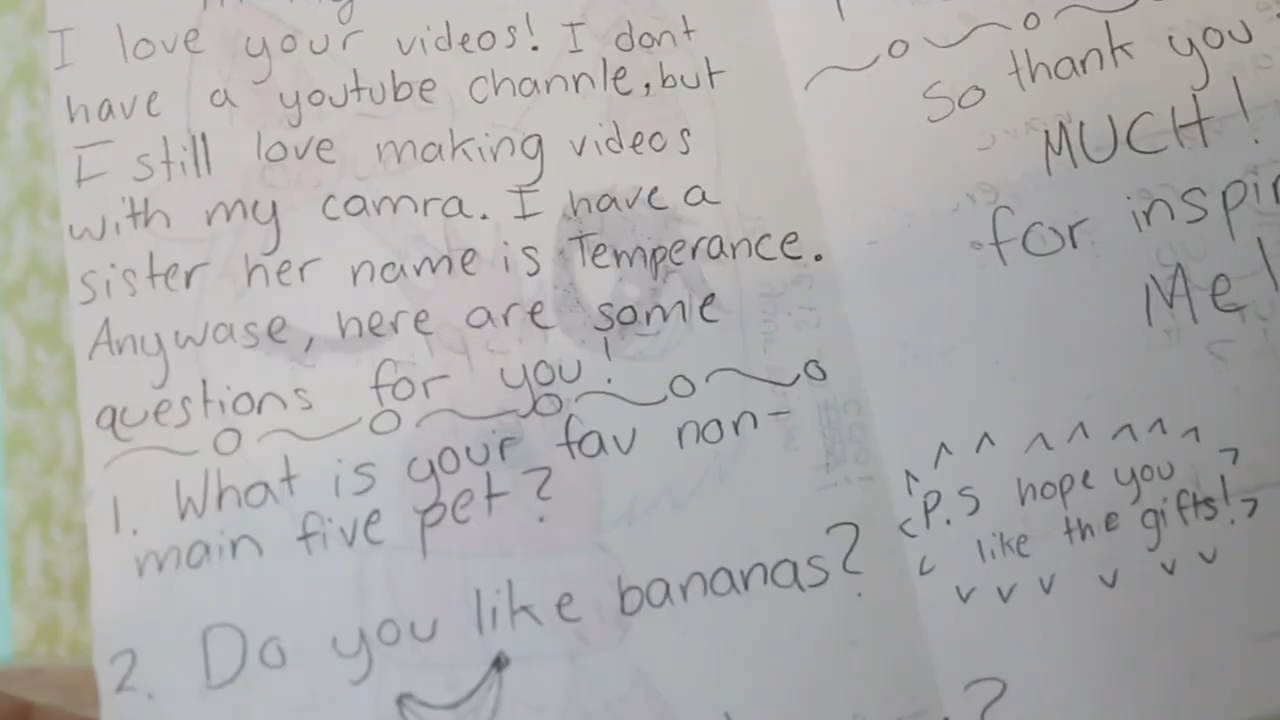 I love your videos! I dont
have a youtube channle, but
I still love making videos
with my camra. I have a
sister her name is Temperance.
Anywase, here are some
questions for you!
1. What is your fav non-
main five pet?
2. Do you like bananas?
So thank you
MUCH!
for inspir
Me!
P.S hope you
like the gifts!
?